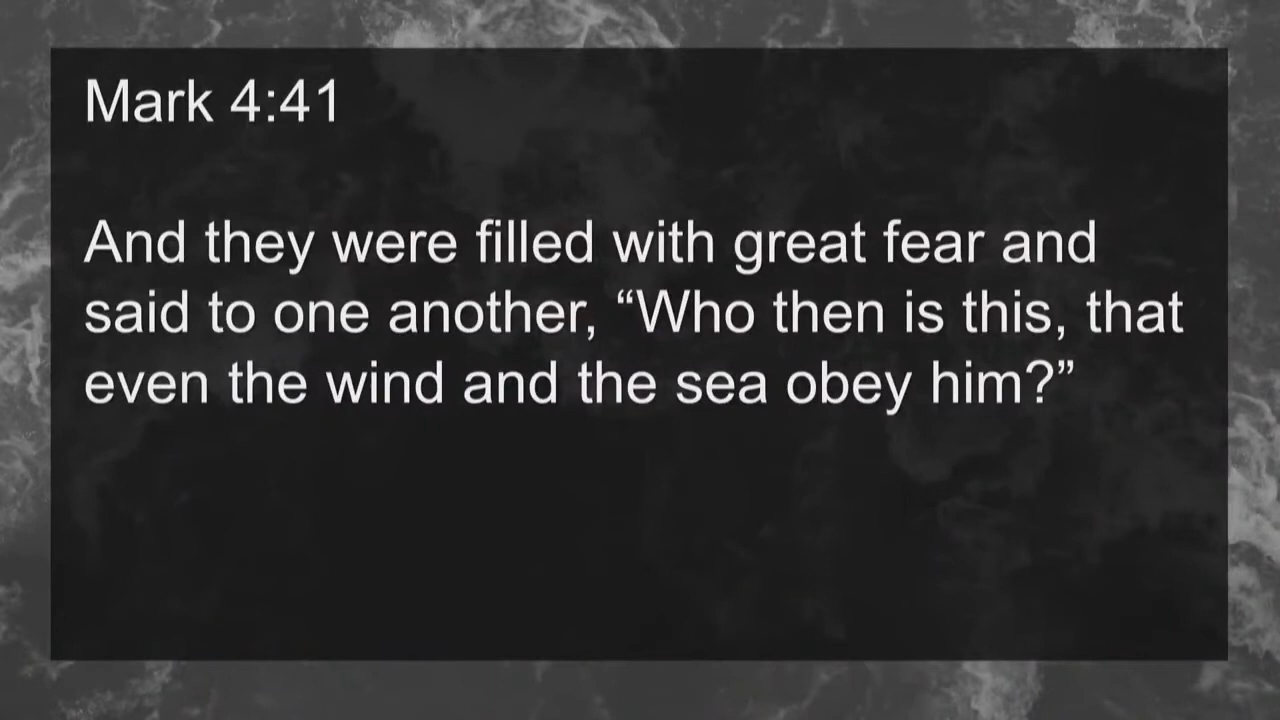 Mark 4:41
And they were filled with great fear and
said to one another, “Who then is this, that
even the wind and the sea obey him?”